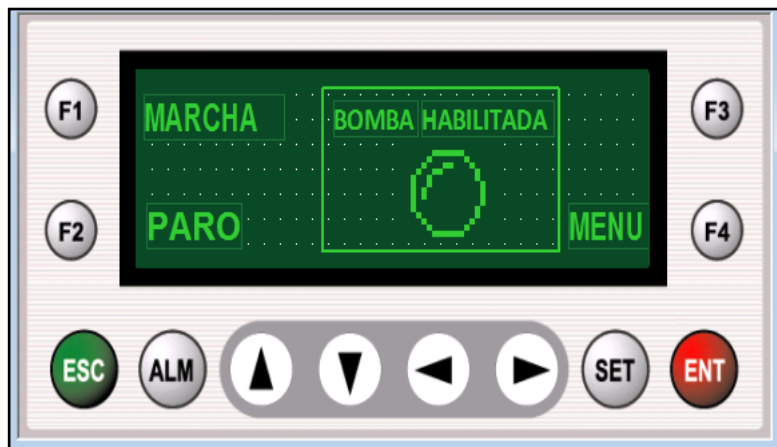 F1
MARCHA
BOMBA HABILITADA
F3
F2
PARO
MENU
F4
ESC
ALM
SET
ENT